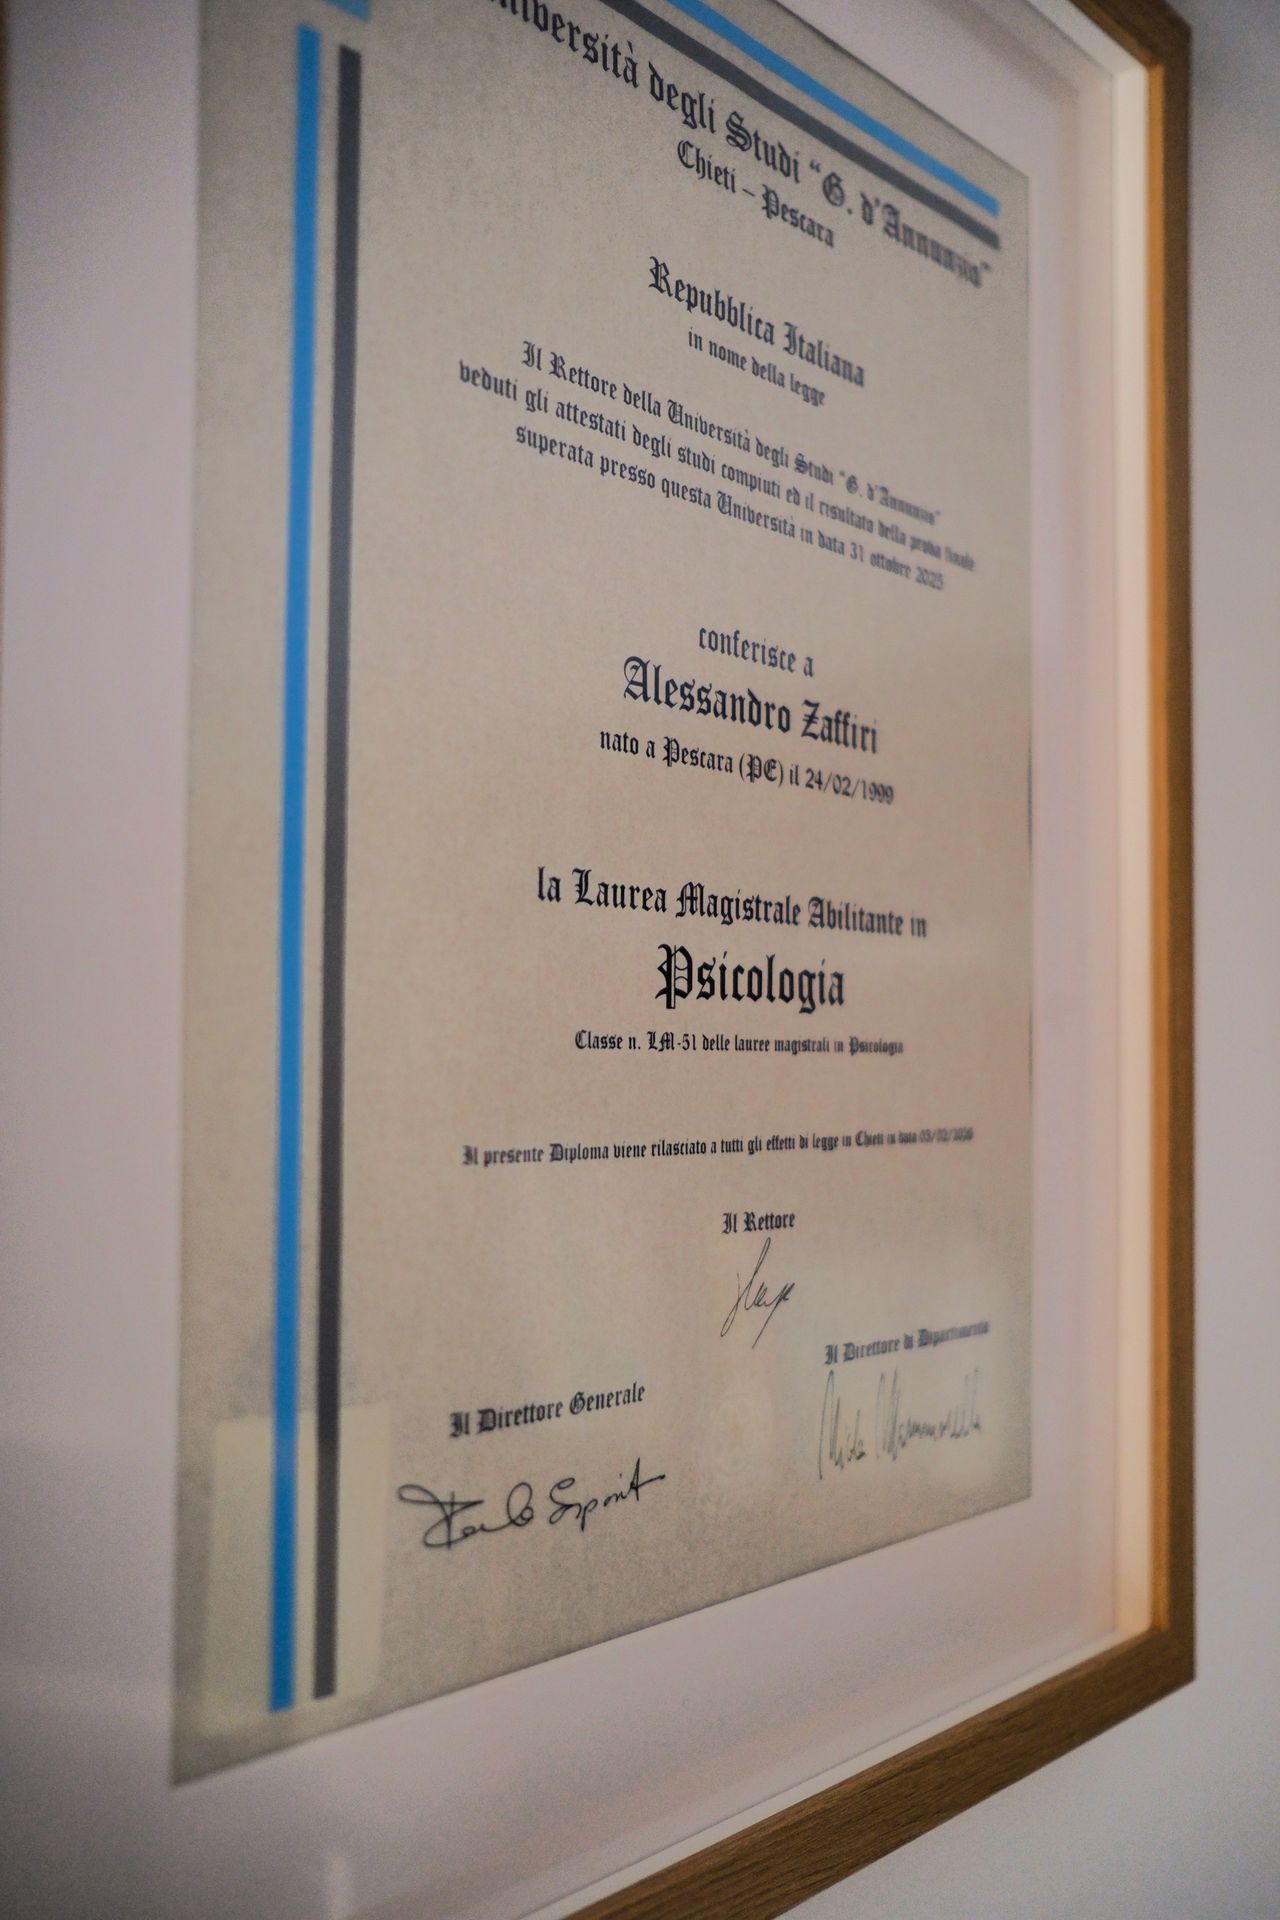 Università degli Studi "G. d'Annunzio"
Chieti – Pescara
Repubblica Italiana
in nome della legge
Il Rettore della Università degli Studi "G. d'Annunzio"
veduti gli attestati degli studi compiuti ed il risultato della prova finale
superata presso questa Università in data 31 ottobre 2025
conferisce a
Alessandro Zaffiri
nato a Pescara (PE) il 24/02/1999
la Laurea Magistrale Abilitante in
Psicologia
Classe n. LM-51 delle lauree magistrali in Psicologia
Il presente Diploma viene rilasciato a tutti gli effetti di legge in Chieti in data
Il Rettore
Il Direttore di Dipartimento
Il Direttore Generale